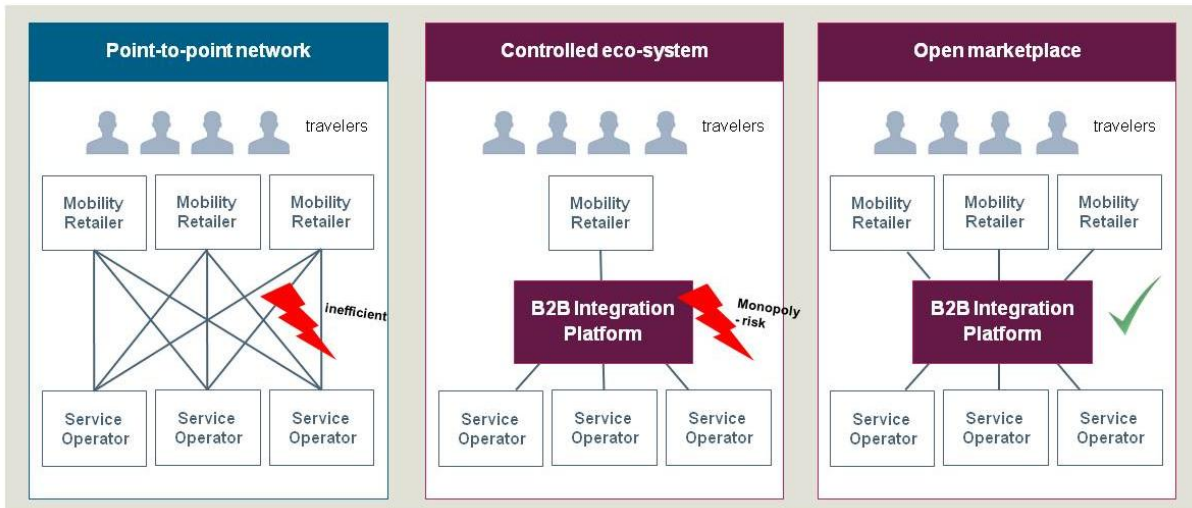 Point-to-point network
travelers
Mobility
Retailer
Mobility
Retailer
Mobility
Retailer
inefficient
Service
Operator
Service
Operator
Service
Operator
Controlled eco-system
travelers
Mobility
Retailer
B2B Integration
Platform
Monopoly
- risk
Service
Operator
Service
Operator
Service
Operator
Open marketplace
travelers
Mobility
Retailer
Mobility
Retailer
Mobility
Retailer
B2B Integration
Platform
Service
Operator
Service
Operator
Service
Operator